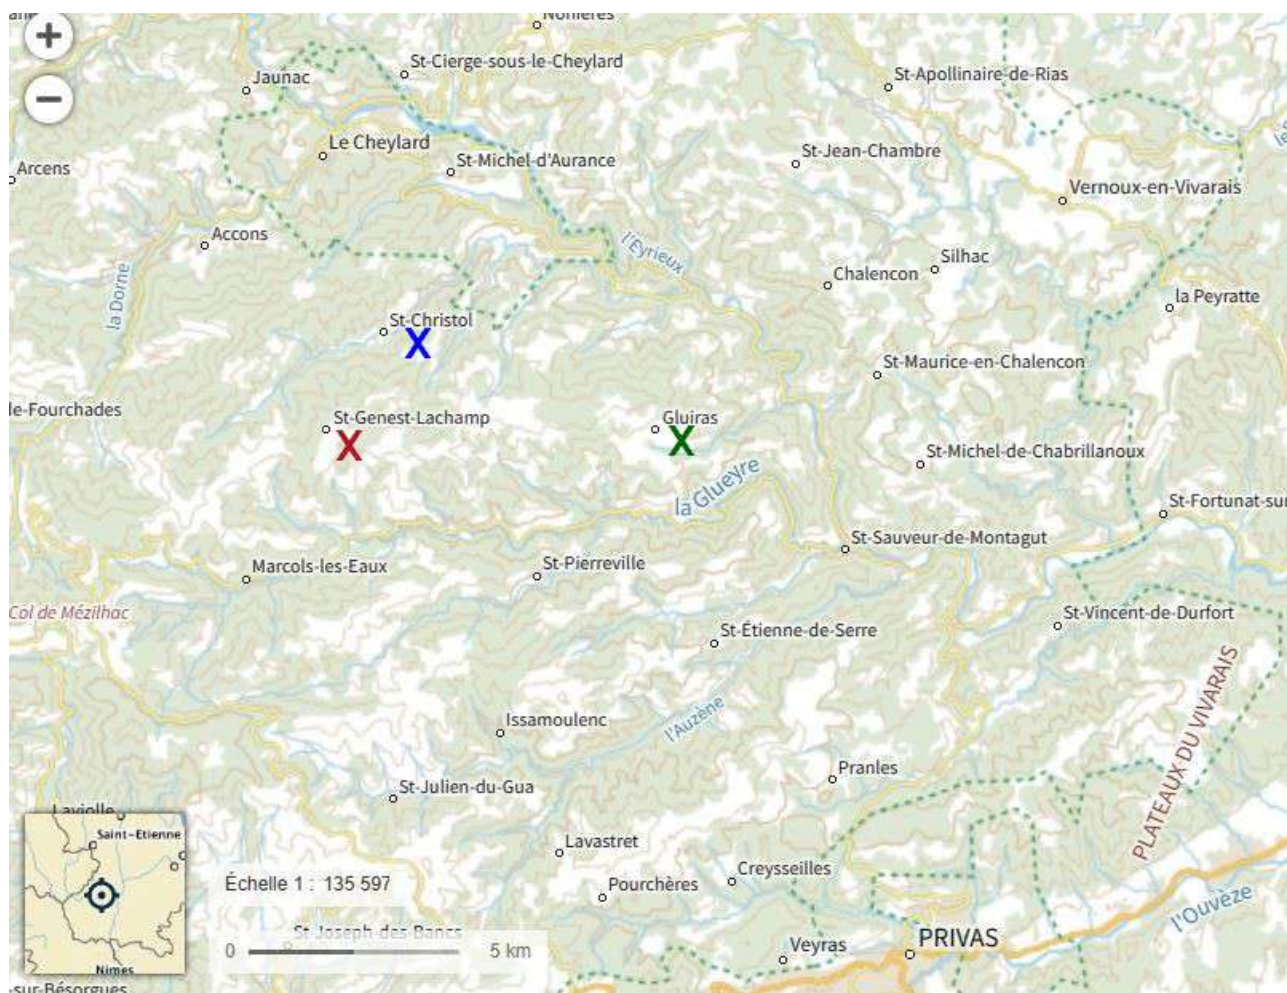 Nonières
+
St-Cierge-sous-le-Cheylard
St-Apollinaire-de-Rias
Jaunac
−
Le Cheylard
St-Jean-Chambre
Arcens
St-Michel-d'Aurance
Vernoux-en-Vivarais
Accons
l'Eyrieux
Silhac
Chalencon
la Dorne
la Peyratte
St-Christol
X
St-Maurice-en-Chalencon
le-Fourchades
St-Genest-Lachamp
X
Gluiras
X
St-Michel-de-Chabrillanoux
la Glueyre
St-Fortunat-sur
St-Sauveur-de-Montagut
Marcols-les-Eaux
St-Pierreville
Col de Mézilhac
St-Vincent-de-Durfort
St-Étienne-de-Serre
PLATEAUX DU VIVARAIS
l'Auzène
Issamoulenc
Pranles
St-Julien-du-Gua
Laviolle
Saint-Etienne
Lavastret
Creysseilles
Échelle 1 : 135 597
Pourchères
l'Ouvèze
St-Joseph-des-Bancs
PRIVAS
Veyras
0
5 km
Nimes
-sur-Bésorgues